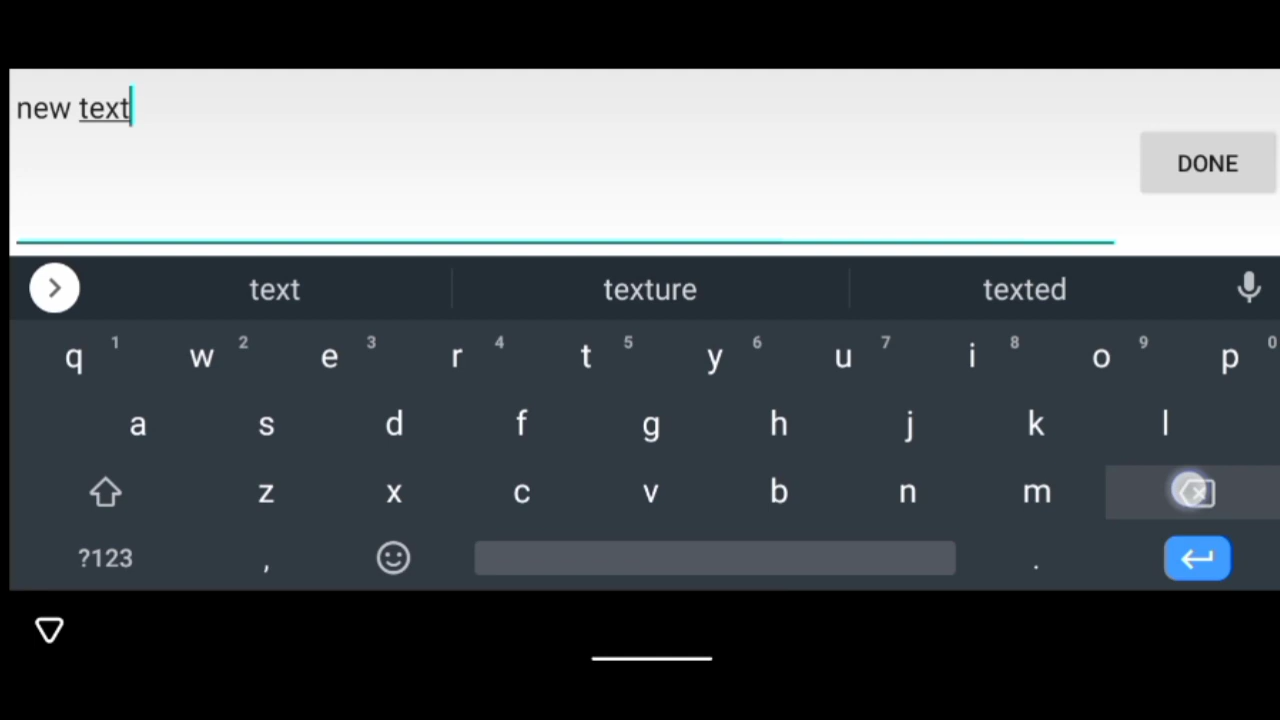 new text
DONE
text texture texted
q 1 w 2 e 3 r 4 t 5 y 6 u 7 i 8 o 9 p 0
a s d f g h j k l
z x c v b n m
?123 , .